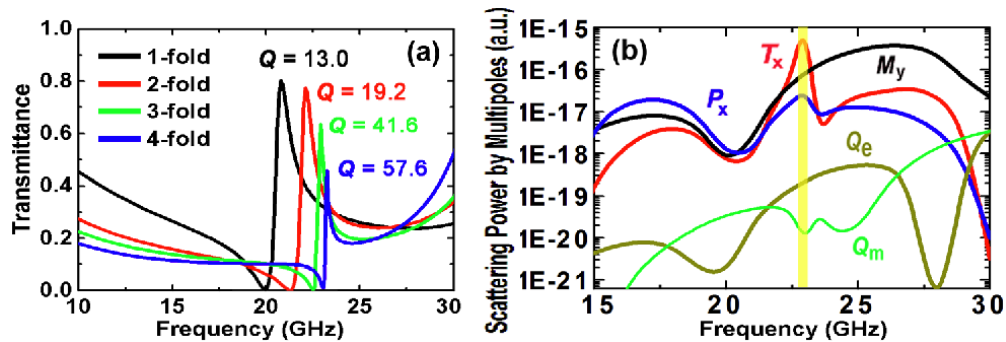 1.0
0.8
0.6
0.4
0.2
0.0
Transmittance
1-fold
2-fold
3-fold
4-fold
(a)
Q = 13.0
Q = 19.2
Q = 41.6
Q = 57.6
10 15 20 25 30
Frequency (GHz)
Scattering Power by Multipoles (a.u.)
1E-15
1E-16
1E-17
1E-18
1E-19
1E-20
1E-21
(b)
Tx
My
Px
Qe
Qm
15 20 25 30
Frequency (GHz)